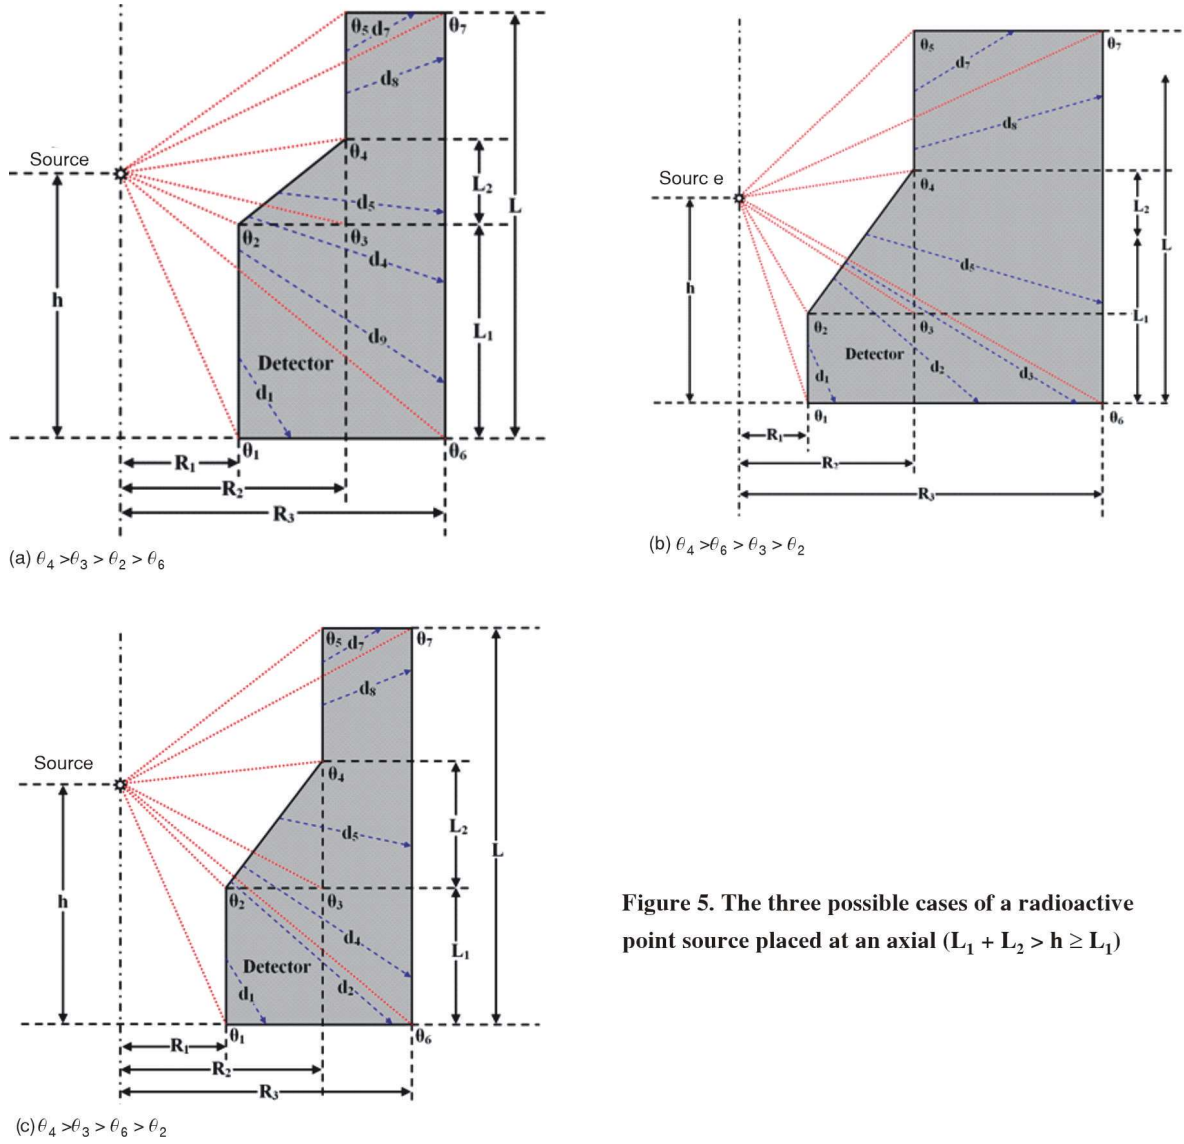 θ5 d7 θ7
d8
Source
θ4
L2
d5
L
θ2 θ3
d4
h
L1
d9
Detector
d1
θ1 θ6
R1
R2
R3
(a) θ4 >θ3 > θ2 > θ6
θ5 θ7
d7
d8
Sourc e
θ4
L2
L
d5
h
L1
θ2 θ3
Detector
d1 d2 d3
θ1 θ6
R1
R2
R3
(b) θ4 >θ6 > θ3 > θ2
θ5 d7 θ7
d8
Source
θ4
L2
d5
L
θ2 θ3
h
d4
L1
Detector
d1 d2
θ1 θ6
R1
R2
R3
(c) θ4 >θ3 > θ6 > θ2
Figure 5. The three possible cases of a radioactive
point source placed at an axial (L1 + L2 > h ≥ L1)